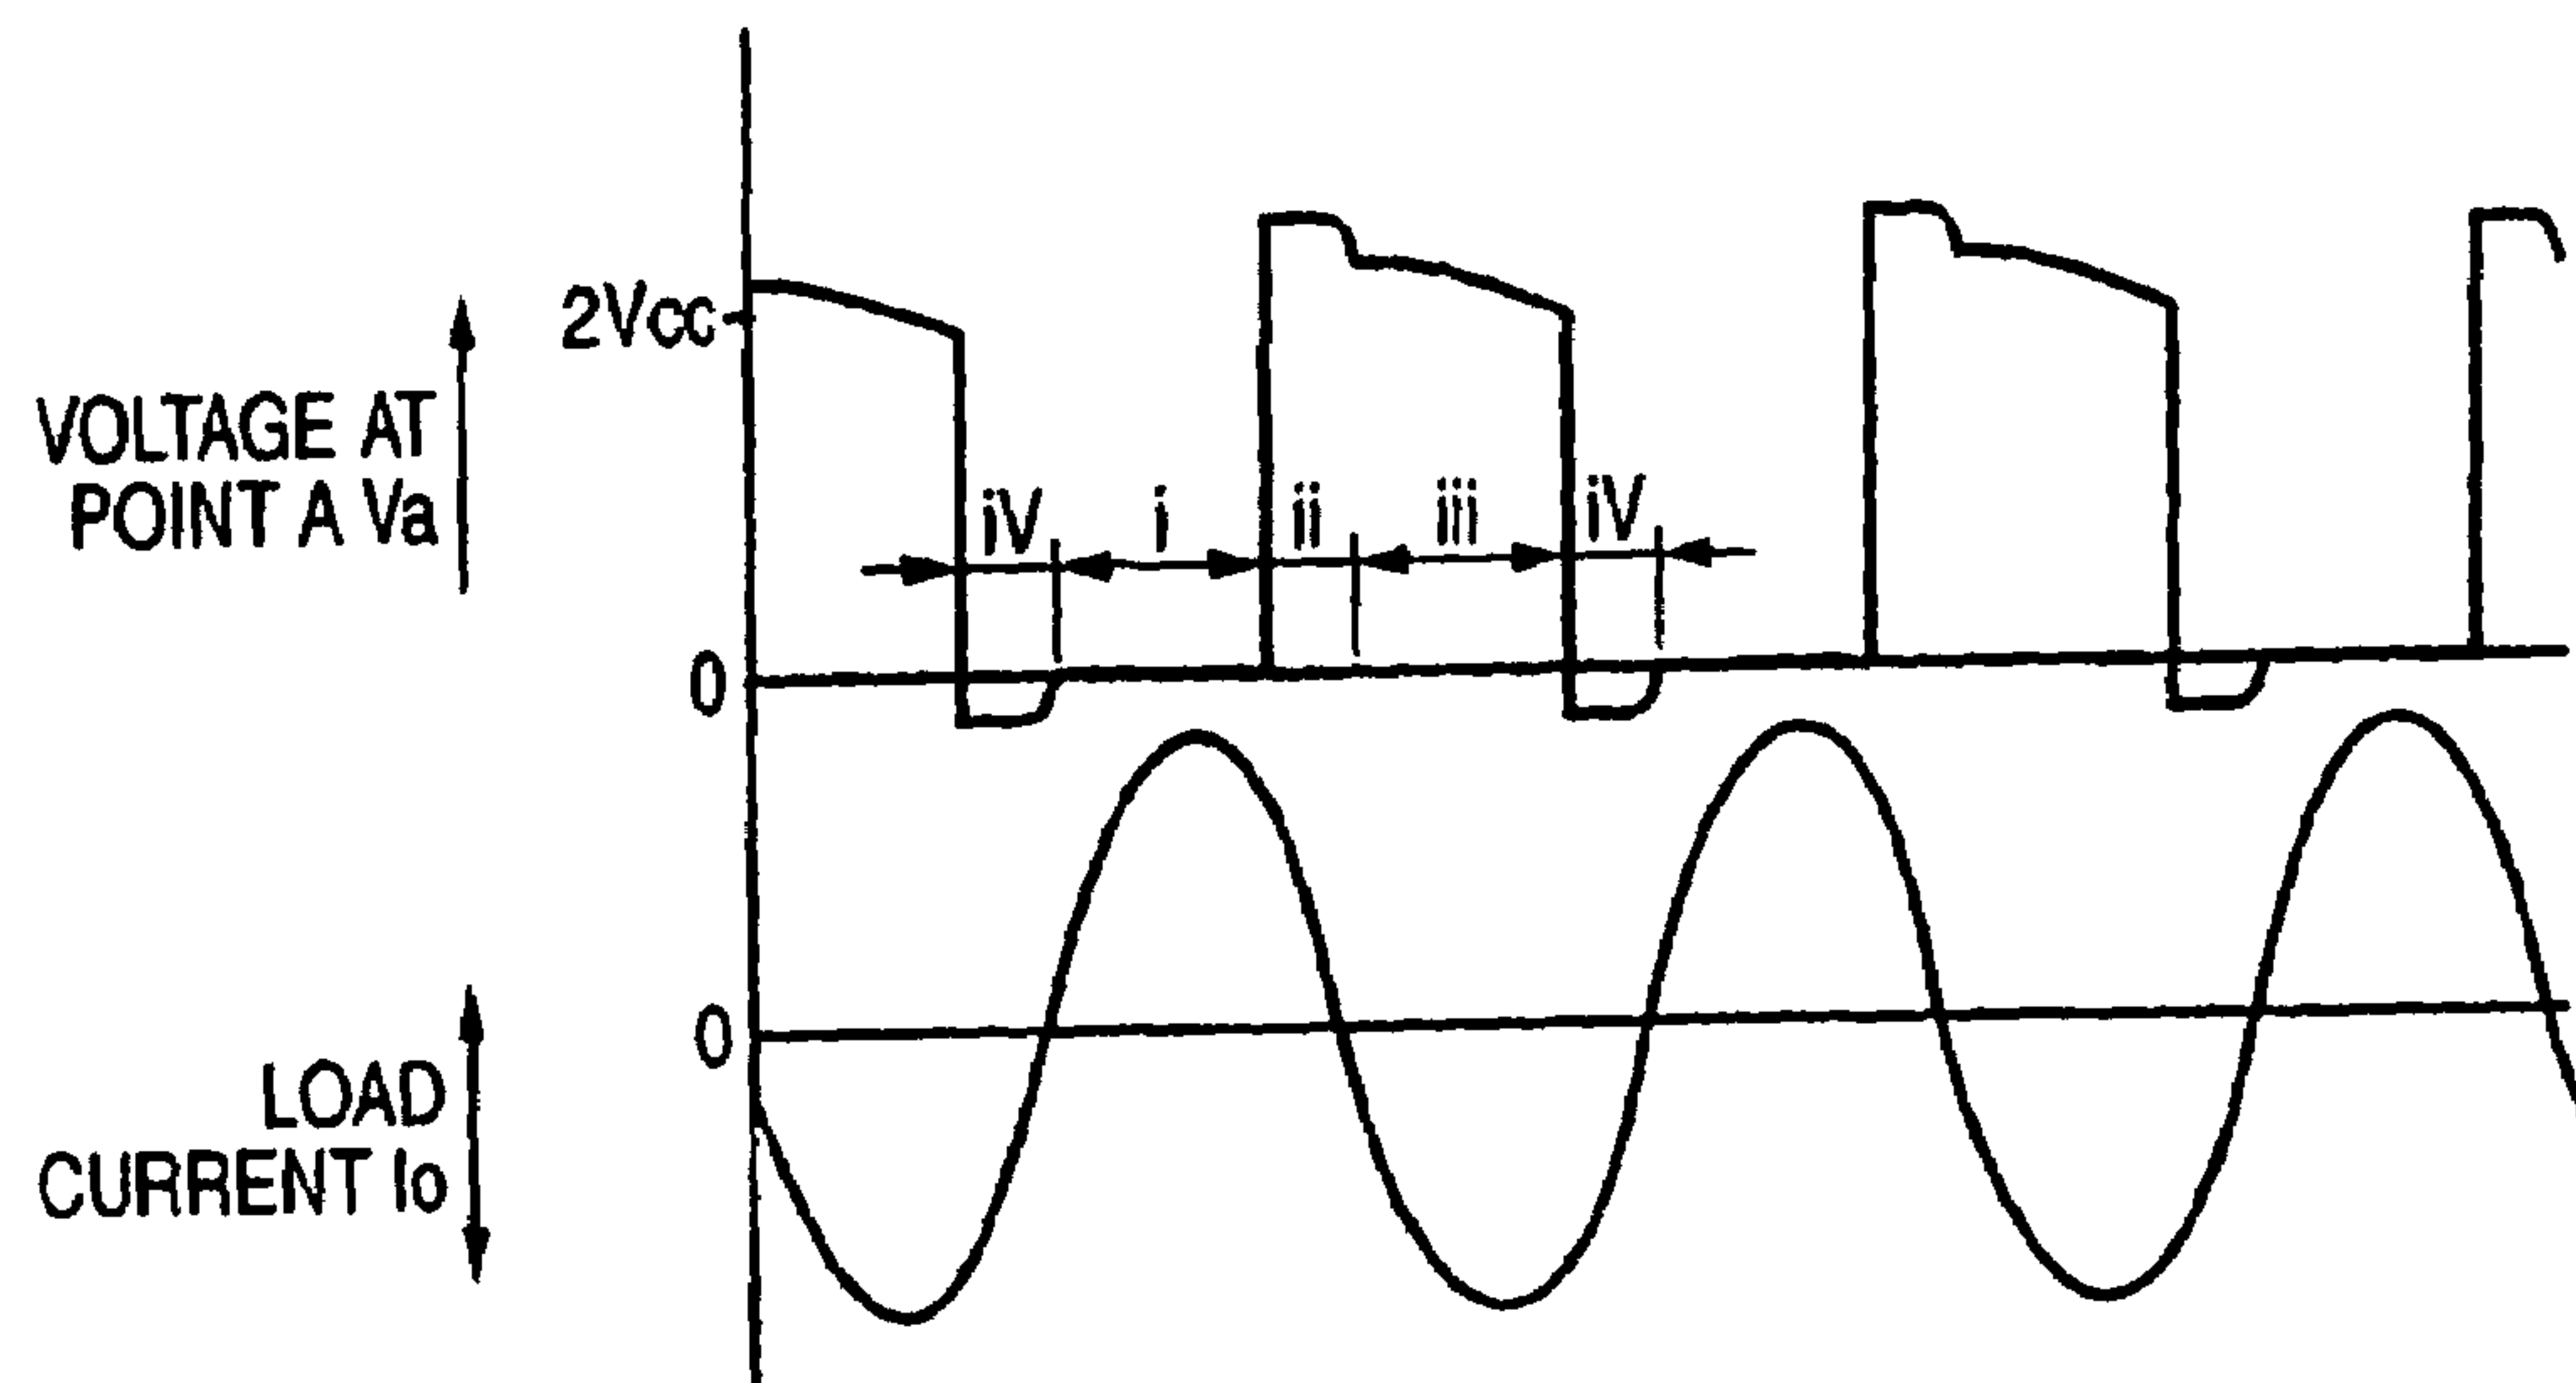 2Vcc
VOLTAGE AT
POINT A Va
iV i ii iii iV
0
0
LOAD
CURRENT Io